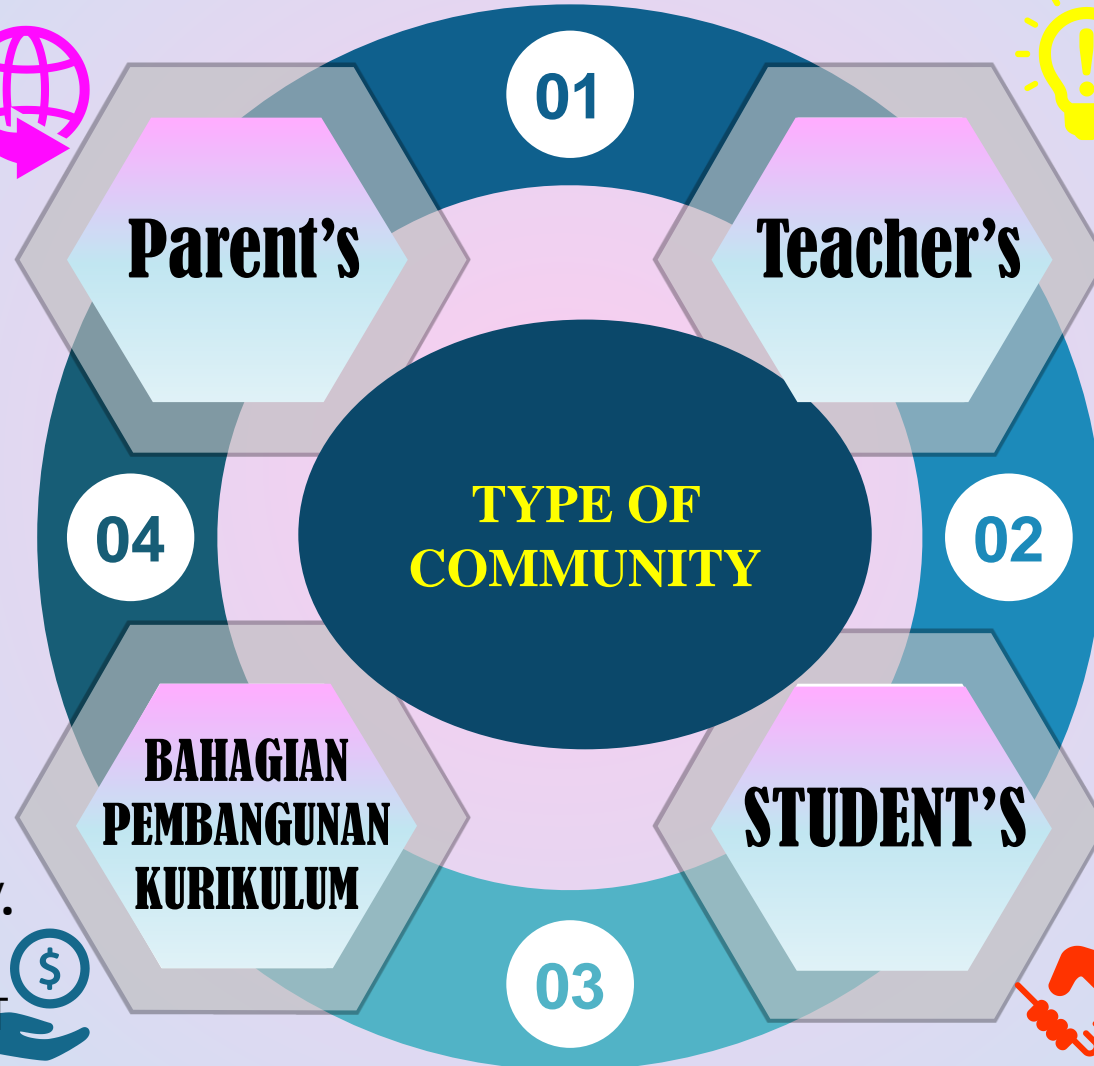 01
Parent’s
Teacher’s
TYPE OF
COMMUNITY
04
02
BAHAGIAN
PEMBANGUNAN
KURIKULUM
STUDENT’S
03
$